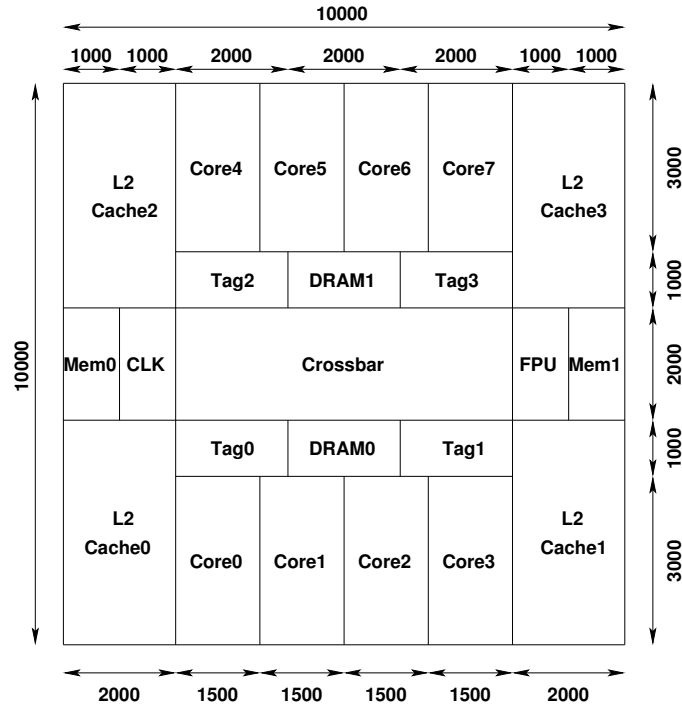 10000
1000 1000 2000 2000 2000 1000 1000
Core4 Core5 Core6 Core7
L2
Cache2
L2
Cache3
3000
Tag2 DRAM1 Tag3
1000
10000
Mem0 CLK Crossbar FPU Mem1
2000
Tag0 DRAM0 Tag1
1000
L2
Cache0
L2
Cache1
Core0 Core1 Core2 Core3
3000
2000 1500 1500 1500 1500 2000